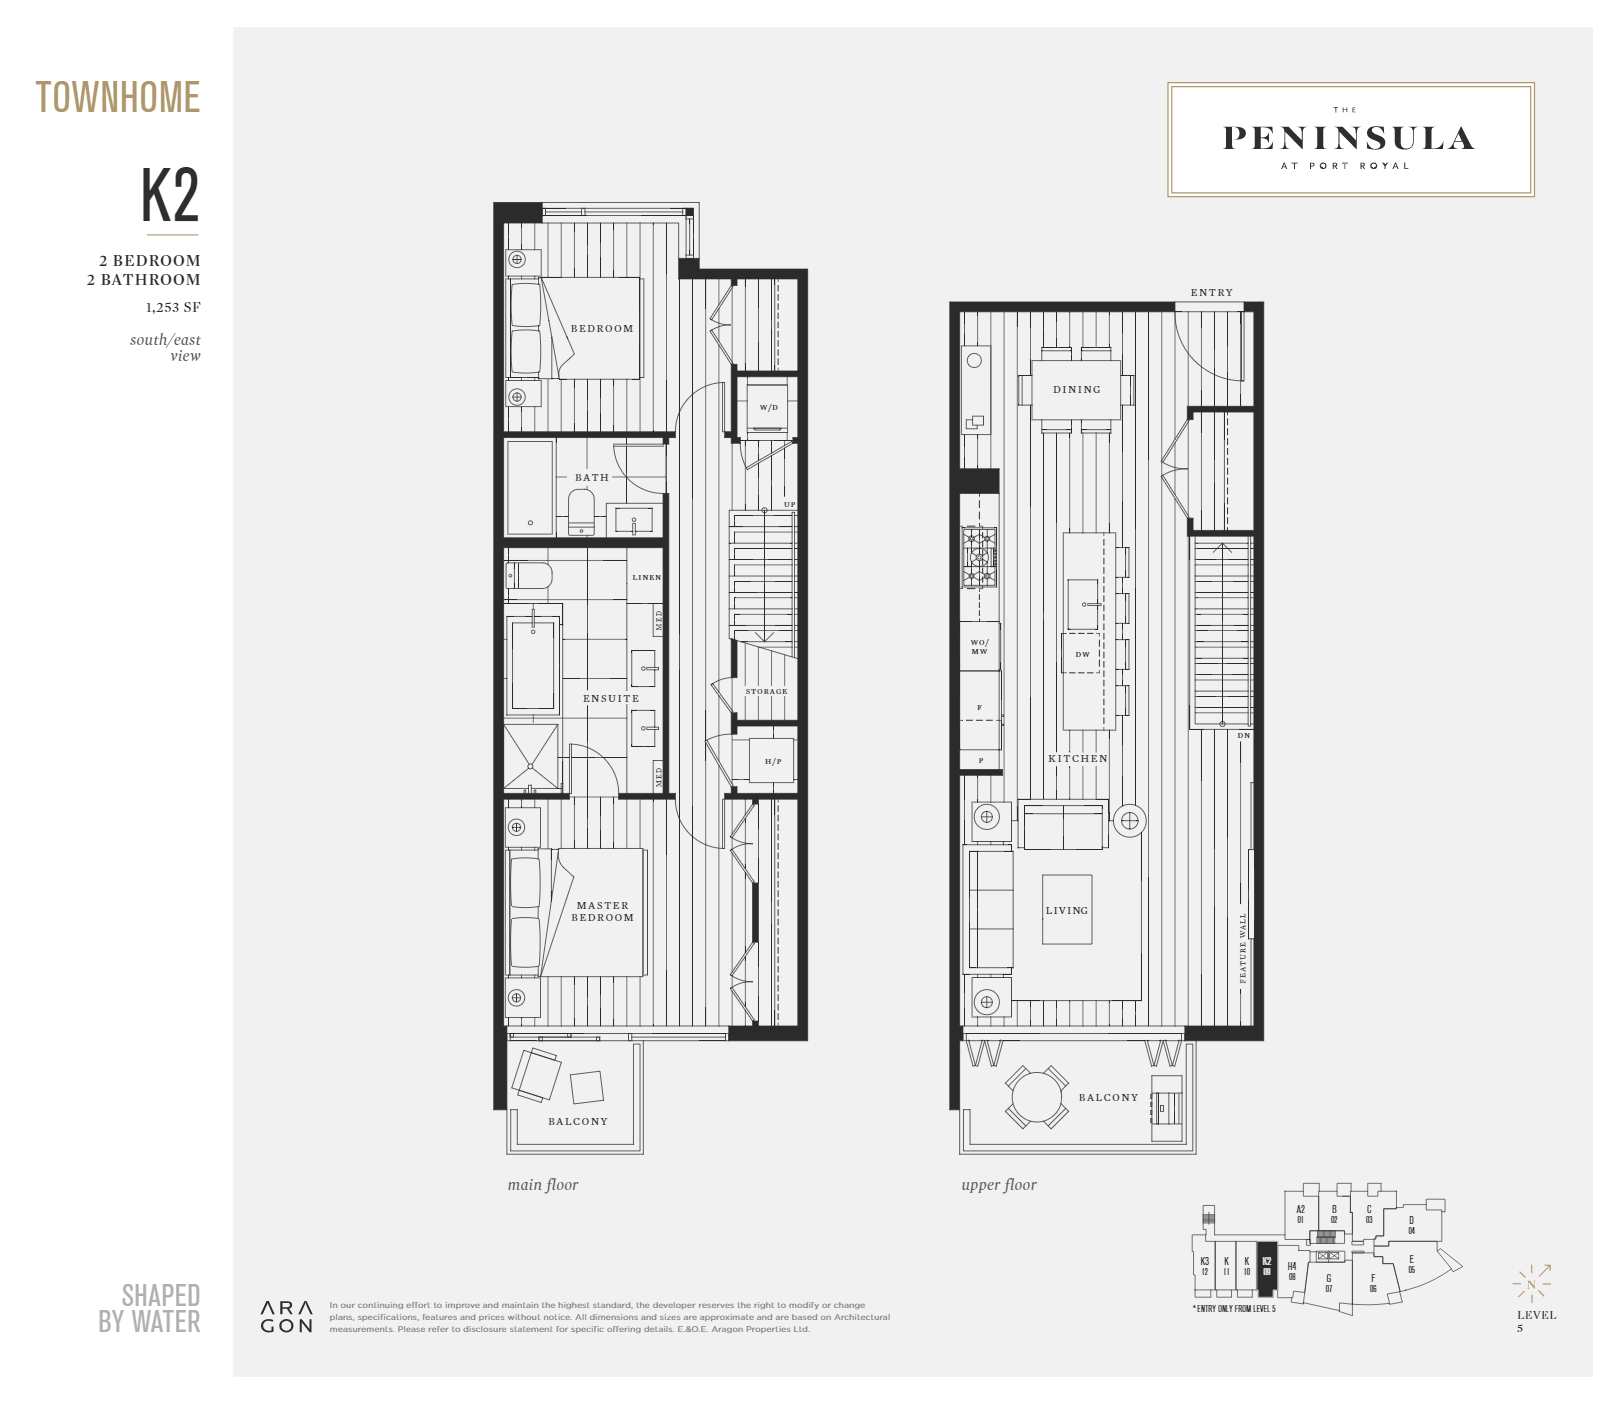 TOWNHOME
K2
2 BEDROOM
2 BATHROOM
1,253 SF
south/east
view
SHAPED
BY WATER
THE
PENINSULA
AT PORT ROYAL
BEDROOM
W/D
BATH
UP
LINEN
MED
ENSUITE
STORAGE
MED
H/P
MASTER
BEDROOM
BALCONY
main floor
ENTRY
DINING
WO/
MW
DW
F
P
DN
KITCHEN
LIVING
FEATURE WALL
BALCONY
upper floor
A2
01
B
02
C
03
D
04
E
05
F
06
G
07
H4
08
K2
09
K
10
K
11
K3
12
* ENTRY ONLY FROM LEVEL 5
N
LEVEL
5
ARA
GON
In our continuing effort to improve and maintain the highest standard, the developer reserves the right to modify or change
plans, specifications, features and prices without notice. All dimensions and sizes are approximate and are based on Architectural
measurements. Please refer to disclosure statement for specific offering details. E.&O.E. Aragon Properties Ltd.